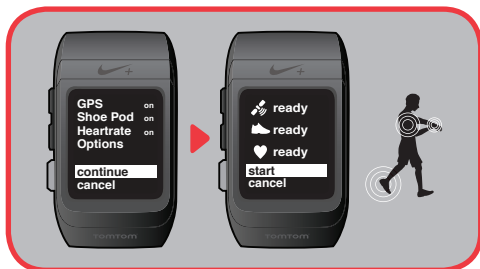 GPS on
Shoe Pod on
Heartrate on
Options
continue
cancel
TOMTOM
ready
ready
ready
start
cancel
TOMTOM